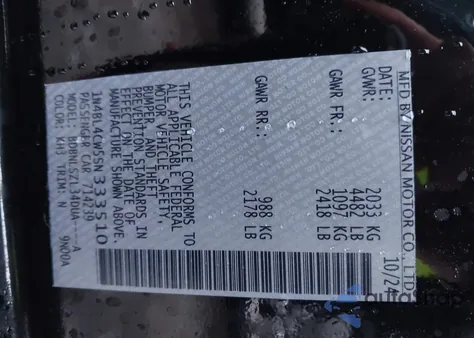 MFD BY NISSAN MOTOR CO., LTD.
DATE: 10/24
GVWR: 2033 KG
4482 LB
GAWR FR.: 1097 KG
2418 LB
GAWR RR.: 988 KG
2178 LB
THIS VEHICLE CONFORMS TO
ALL APPLICABLE FEDERAL
MOTOR VEHICLE SAFETY,
BUMPER, AND THEFT
PREVENTION STANDARDS IN
EFFECT ON THE DATE OF
MANUFACTURE SHOWN ABOVE.
1N4BL4CW5SN333510
PASSENGER CAR 714239
COLOR: KH3 TRIM: N